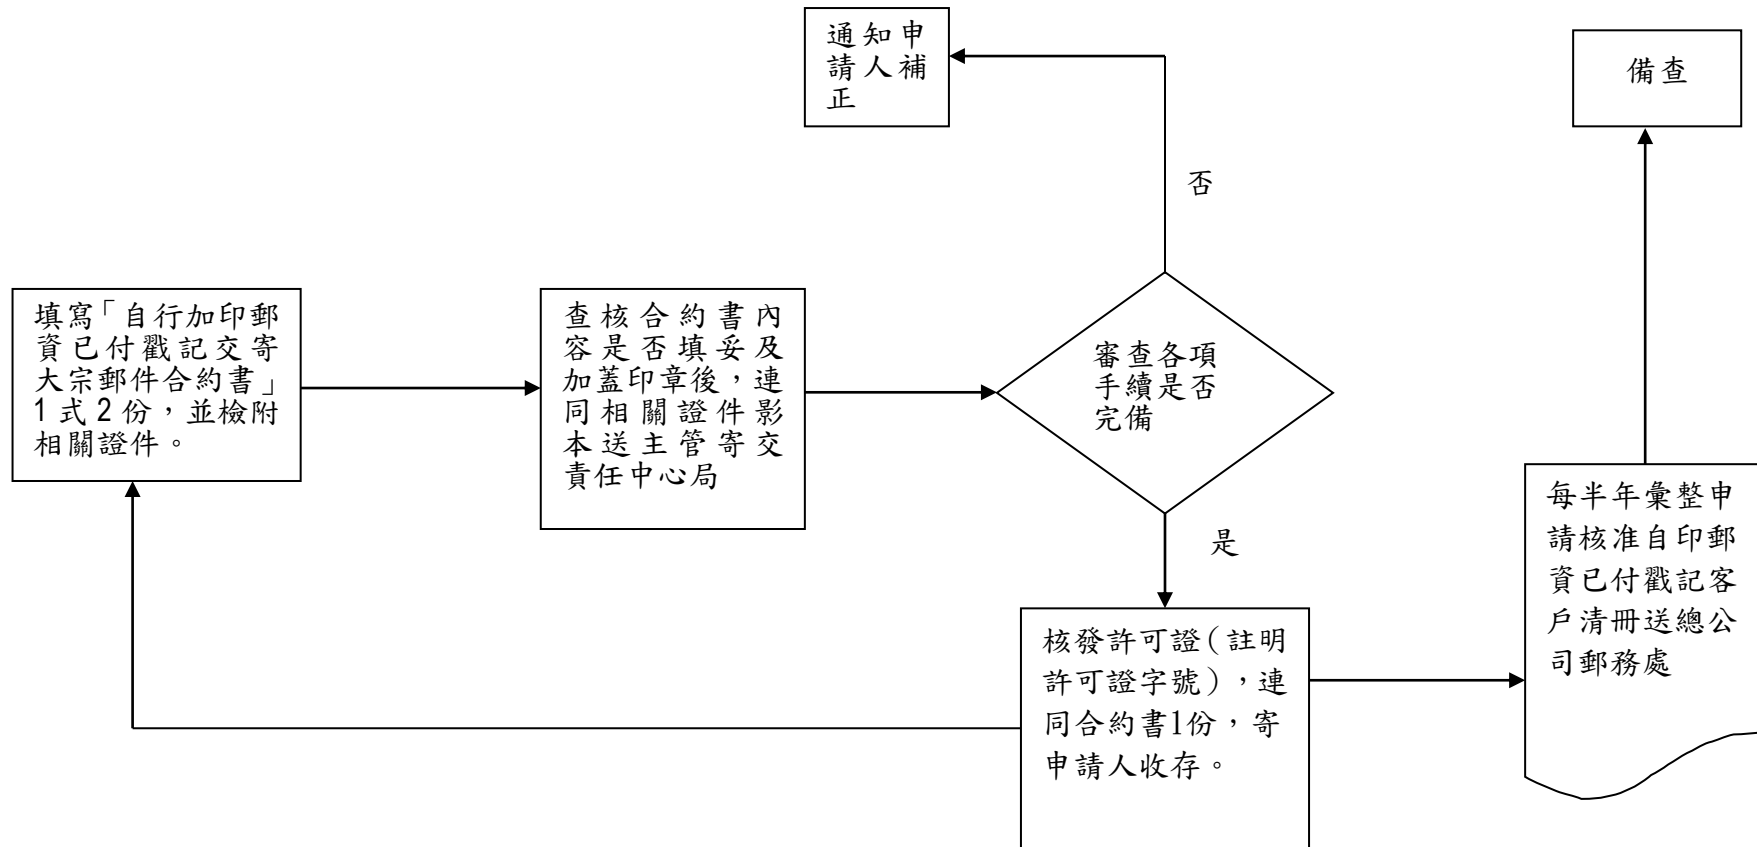 通知申
請人補
正
備查
否
填寫「自行加印郵
資已付戳記交寄
大宗郵件合約書」
1 式 2 份，並檢附
相關證件。
查核合約書內
容是否填妥及
加蓋印章後，連
同相關證件影
本送主管寄交
責任中心局
審查各項
手續是否
完備
是
核發許可證（註明
許可證字號），連
同合約書1份，寄
申請人收存。
每半年彙整申
請核准自印郵
資已付戳記客
戶清冊送總公
司郵務處